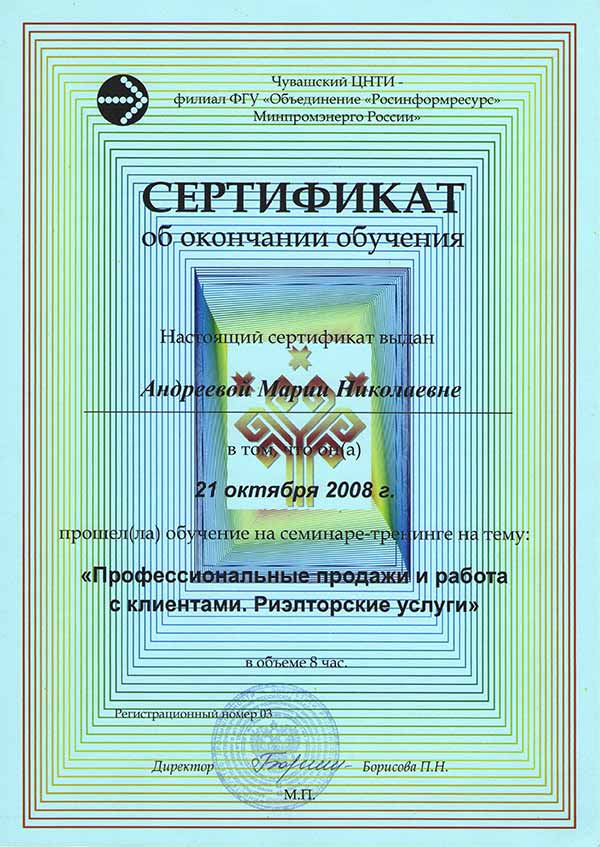 Чувашский ЦНТИ -
филиал ФГУ «Объединение «Росинформресурс»
Минпромэнерго России»
СЕРТИФИКАТ
об окончании обучения
Настоящий сертификат выдан
Андреевой Марии Николаевне
в том, что он(а)
21 октября 2008 г.
прошел(ла) обучение на семинаре-тренинге на тему:
«Профессиональные продажи и работа
с клиентами. Риэлторские услуги»
в объеме 8 час.
Регистрационный номер 03
Директор Борисова П.Н.
М.П.